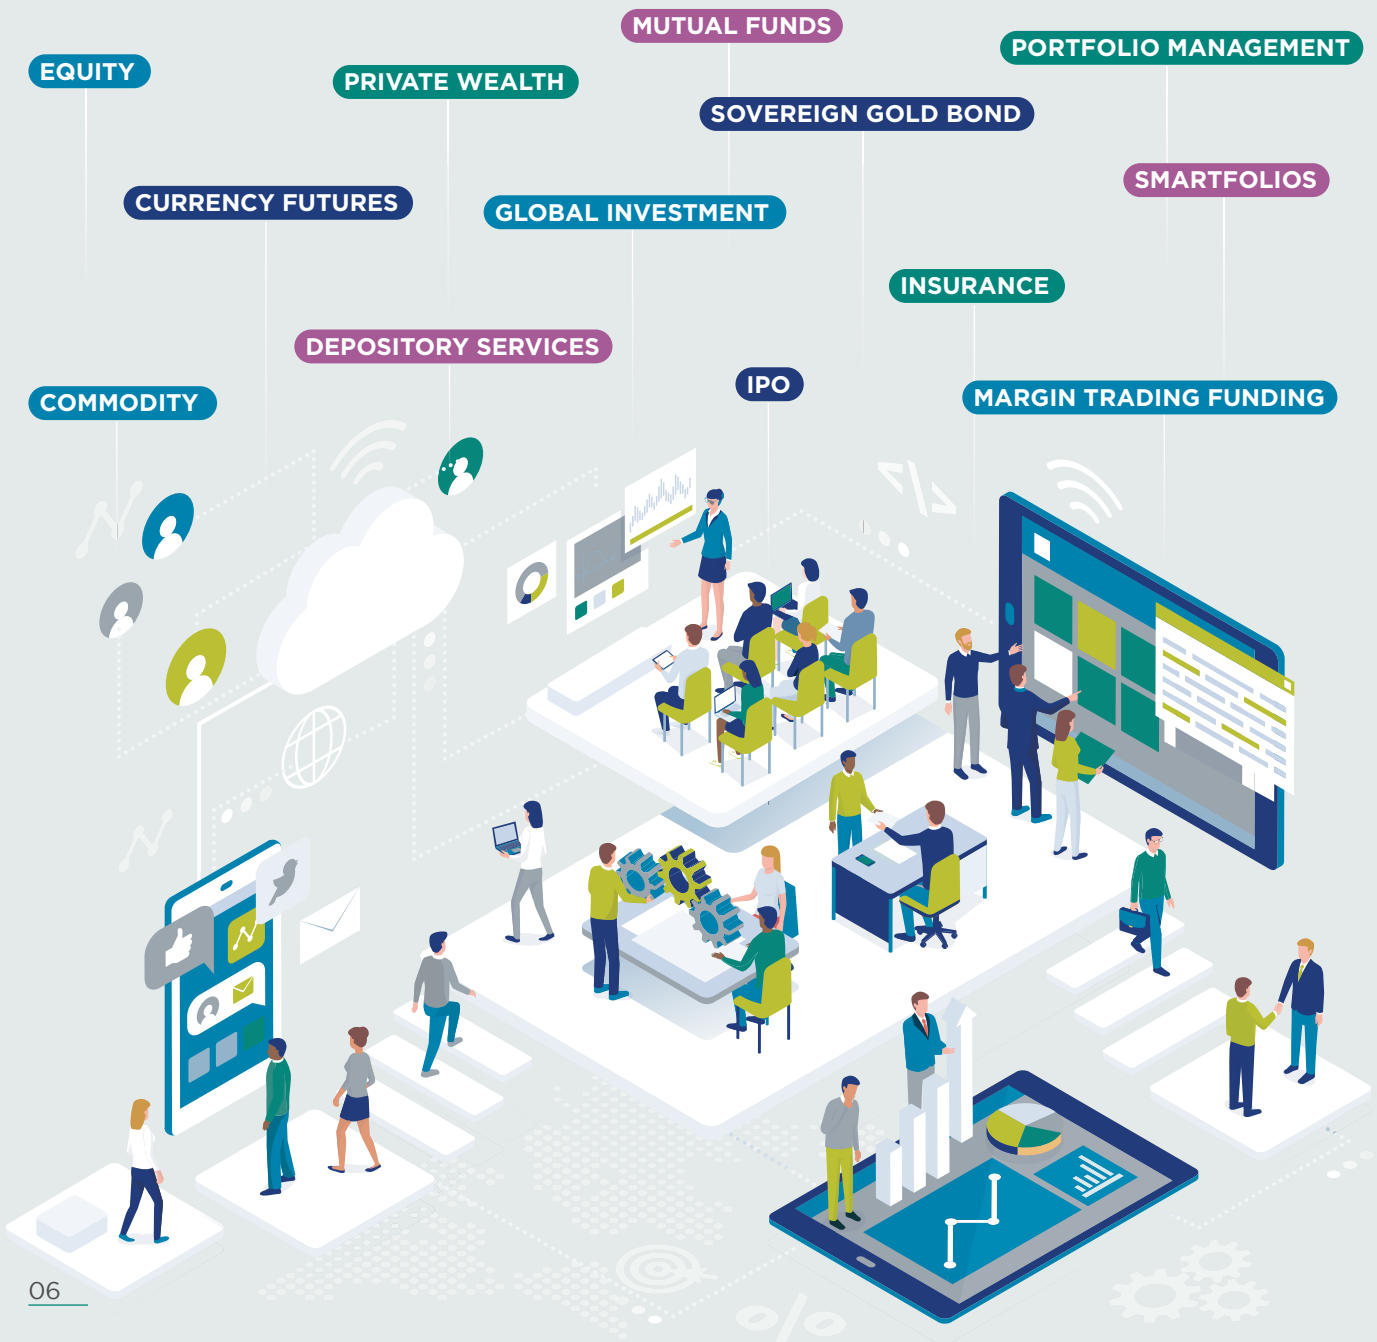 MUTUAL FUNDS
PORTFOLIO MANAGEMENT
EQUITY
PRIVATE WEALTH
SOVEREIGN GOLD BOND
SMARTFOLIOS
CURRENCY FUTURES
GLOBAL INVESTMENT
INSURANCE
DEPOSITORY SERVICES
IPO
MARGIN TRADING FUNDING
COMMODITY
</>
%
06